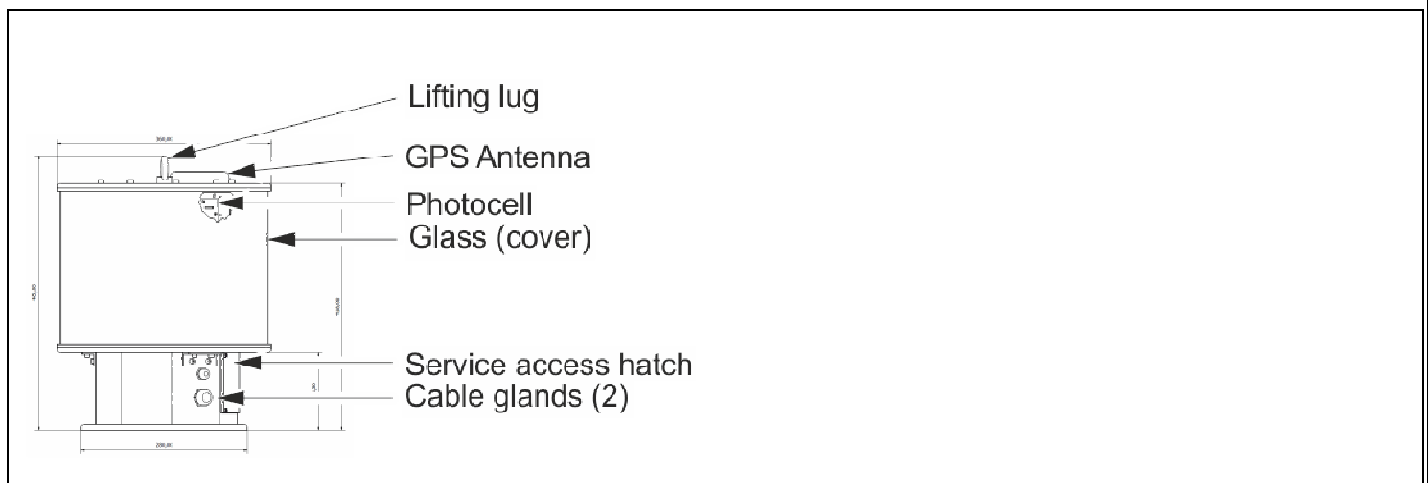 Lifting lug
GPS Antenna
Photocell
Glass (cover)
Service access hatch
Cable glands (2)